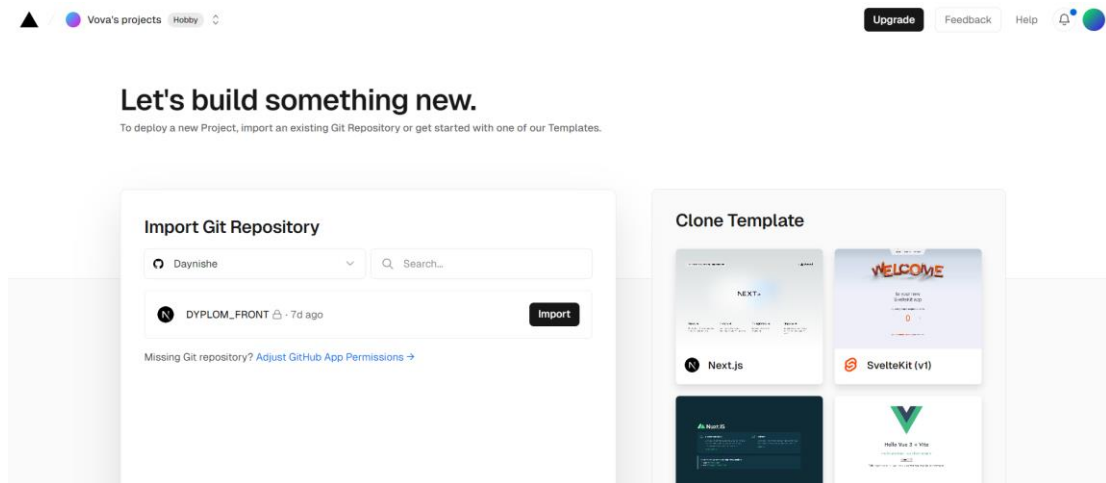 Vova's projects Hobby
Upgrade Feedback Help
Let's build something new.
To deploy a new Project, import an existing Git Repository or get started with one of our Templates.
Import Git Repository
Daynishe
Search...
DYPLOM_FRONT · 7d ago
Import
Missing Git repository? Adjust GitHub App Permissions →
Clone Template
NEXT.
WELCOME
0
Next.js
SvelteKit (v1)
NuxtJS
Hello Vue 3 + Vite